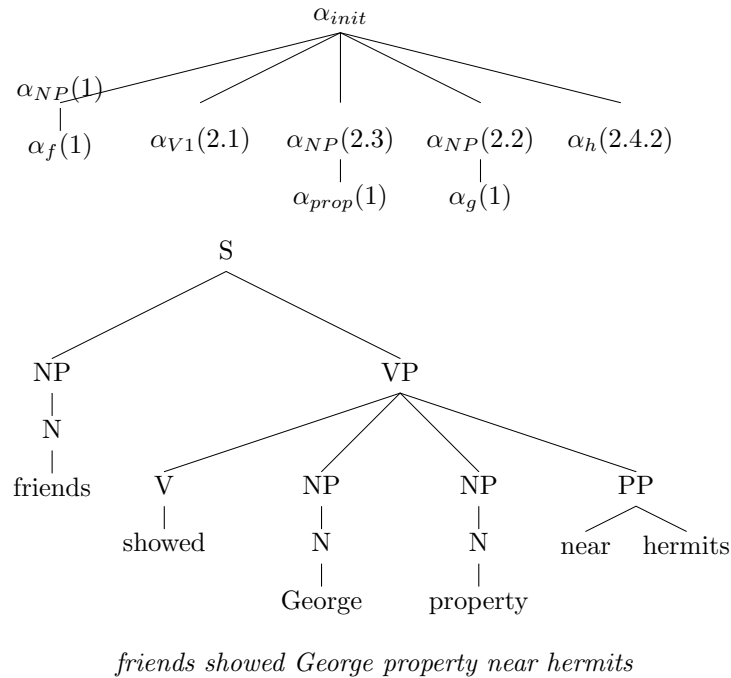 α_init
α_NP(1)
α_f(1) α_V1(2.1) α_NP(2.3) α_NP(2.2) α_h(2.4.2)
α_prop(1) α_g(1)
S
NP VP
N
friends V NP NP PP
showed N N near hermits
George property
friends showed George property near hermits